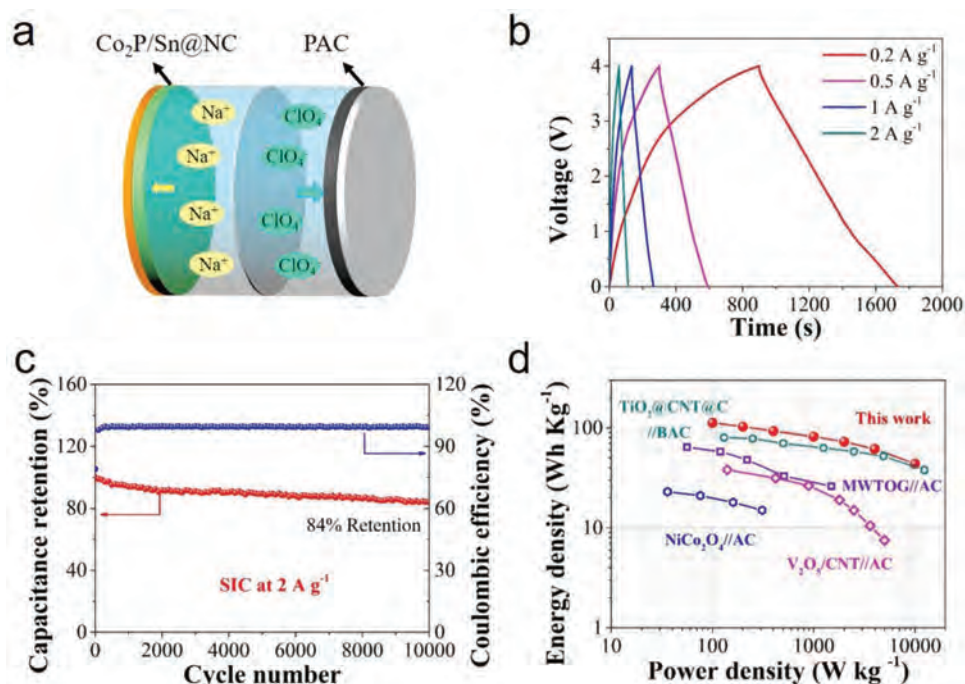 a
Co₂P/Sn@NC
PAC
Na⁺
ClO₄⁻
Na⁺
ClO₄⁻
Na⁺
ClO₄⁻
Na⁺
ClO₄⁻
b
0.2 A g⁻¹
0.5 A g⁻¹
1 A g⁻¹
2 A g⁻¹
Voltage (V)
5
4
3
2
1
0
0 400 800 1200 1600 2000
Time (s)
c
Capacitance retention (%)
160
120
80
40
0
Coulombic efficiency (%)
120
90
60
30
0
84% Retention
SIC at 2 A g⁻¹
0 2000 4000 6000 8000 10000
Cycle number
d
Energy density (Wh Kg⁻¹)
100
10
1
TiO₂@CNT@C
//BAC
This work
MWTOG//AC
NiCo₂O₄//AC
V₂O₅/CNT//AC
10 100 1000 10000
Power density (W kg⁻¹)